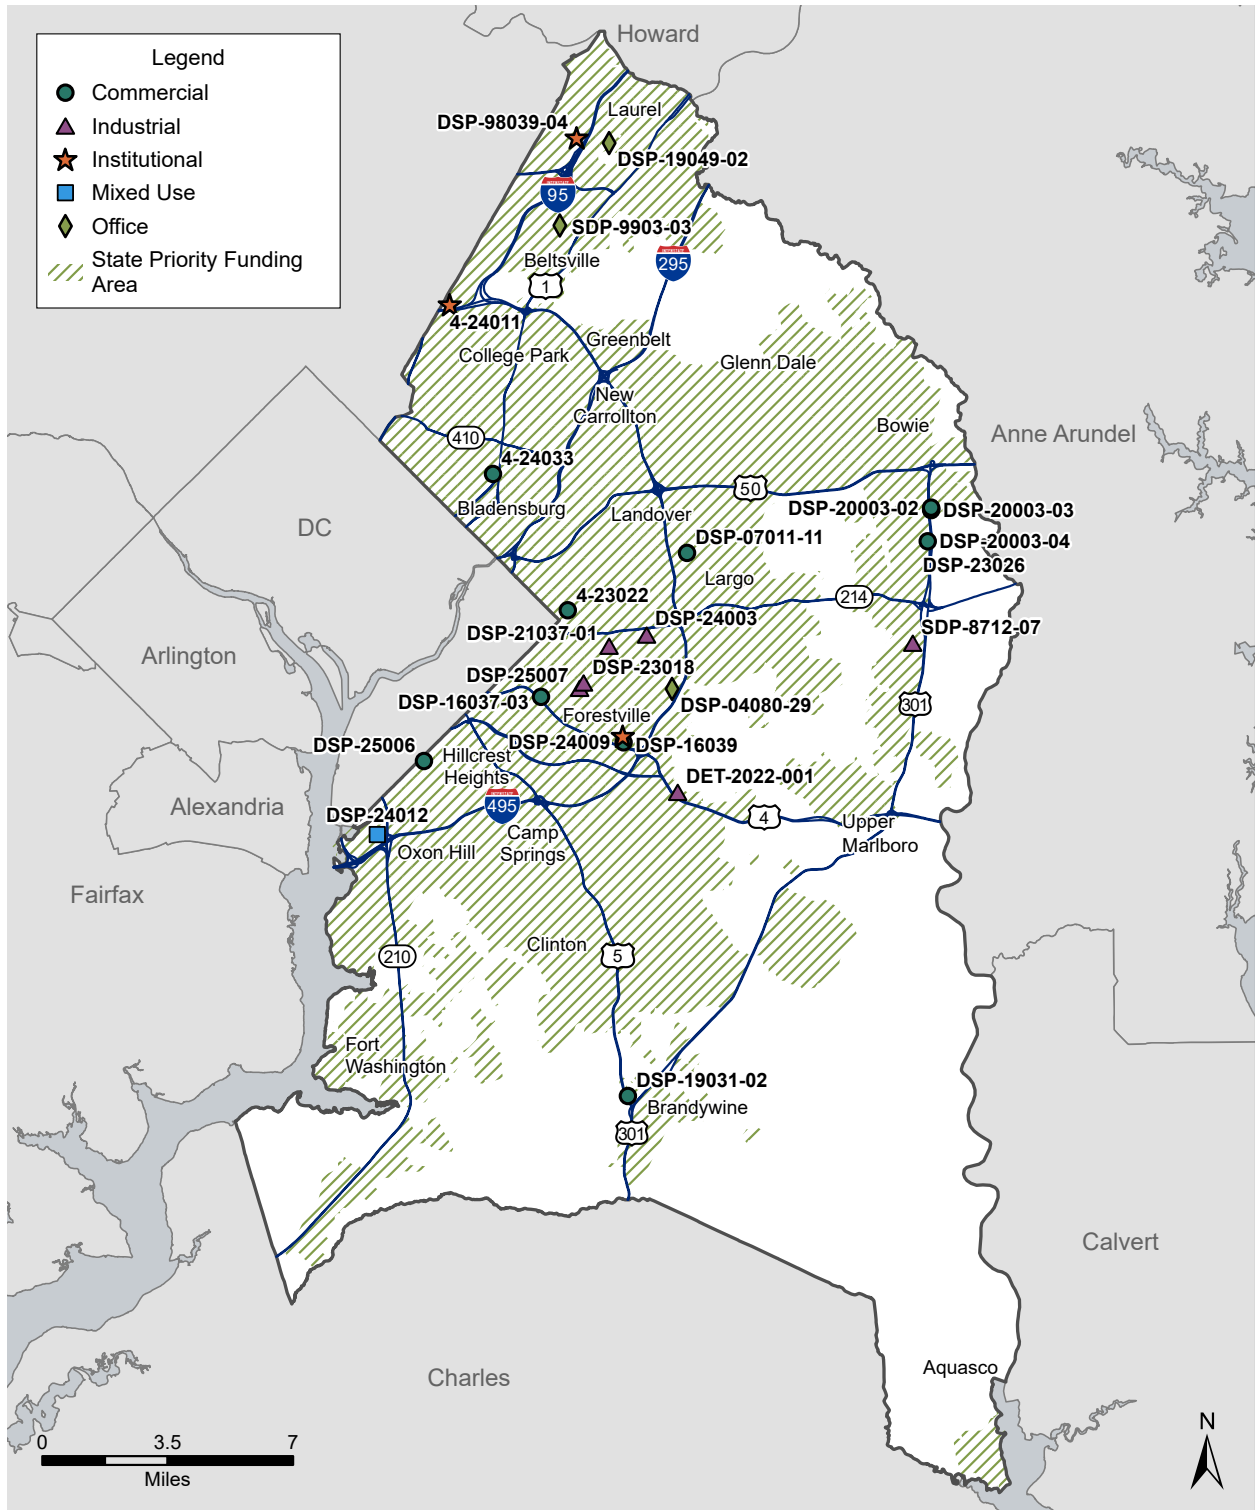 Howard
Legend
Commercial
Industrial
Institutional
Mixed Use
Office
State Priority Funding
Area
Laurel
DSP-98039-04
DSP-19049-02
INTERSTATE
95
SDP-9903-03
Beltsville
INTERSTATE
295
1
4-24011
Greenbelt
College Park
Glenn Dale
New
Carrollton
Bowie
Anne Arundel
410
4-24033
50
Bladensburg
Landover
DSP-20003-02
DSP-20003-03
DC
DSP-07011-11
DSP-20003-04
DSP-23026
Largo
4-23022
214
DSP-24003
DSP-21037-01
SDP-8712-07
Arlington
DSP-23018
DSP-25007
DSP-16037-03
DSP-04080-29
301
Forestville
DSP-25006
DSP-24009
DSP-16039
Hillcrest
Heights
DET-2022-001
Alexandria
INTERSTATE
495
DSP-24012
4
Upper
Marlboro
Camp
Springs
Oxon Hill
Fairfax
Clinton
210
5
Fort
Washington
DSP-19031-02
Brandywine
301
Calvert
Aquasco
Charles
N
0 3.5 7
Miles